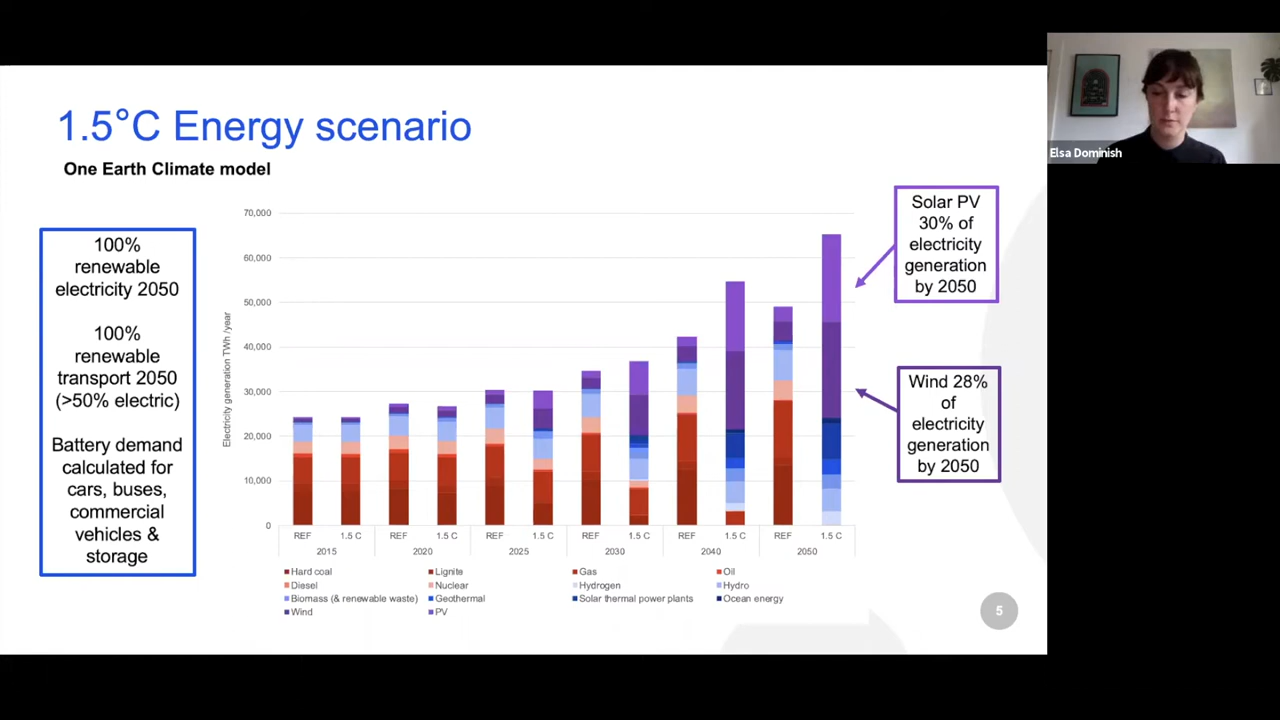 1.5°C Energy scenario
One Earth Climate model
100%
renewable
electricity 2050
100%
renewable
transport 2050
(>50% electric)
Battery demand
calculated for
cars, buses,
commercial
vehicles &
storage
Electricity generation TWh /year
70,000
60,000
50,000
40,000
30,000
20,000
10,000
0
REF 1.5 C REF 1.5 C REF 1.5 C REF 1.5 C REF 1.5 C REF 1.5 C
2015 2020 2025 2030 2040 2050
Hard coal Lignite Gas Oil
Diesel Nuclear Hydrogen Hydro
Biomass (& renewable waste) Geothermal Solar thermal power plants Ocean energy
Wind PV
Solar PV
30% of
electricity
generation
by 2050
Wind 28%
of
electricity
generation
by 2050
5
Elsa Dominish